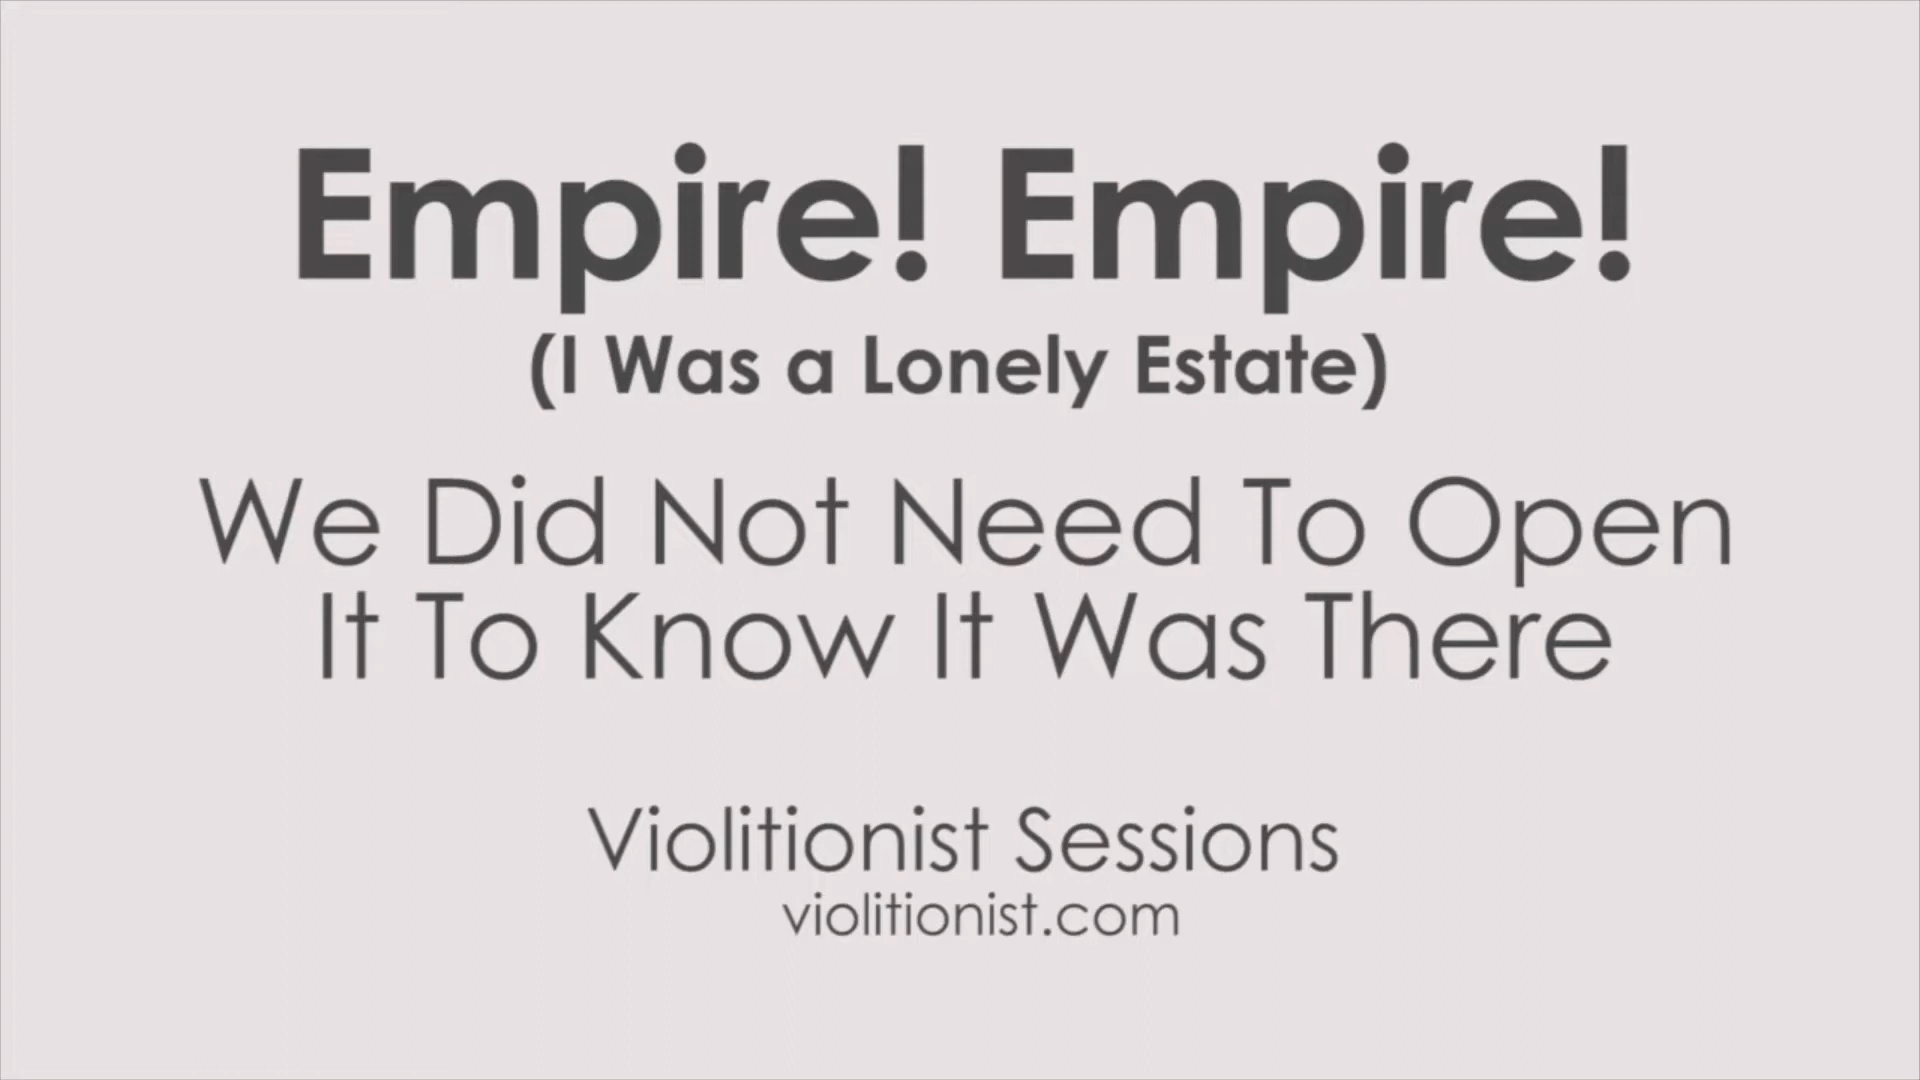 Empire! Empire!
(I Was a Lonely Estate)
We Did Not Need To Open
It To Know It Was There
Violitionist Sessions
violitionist.com